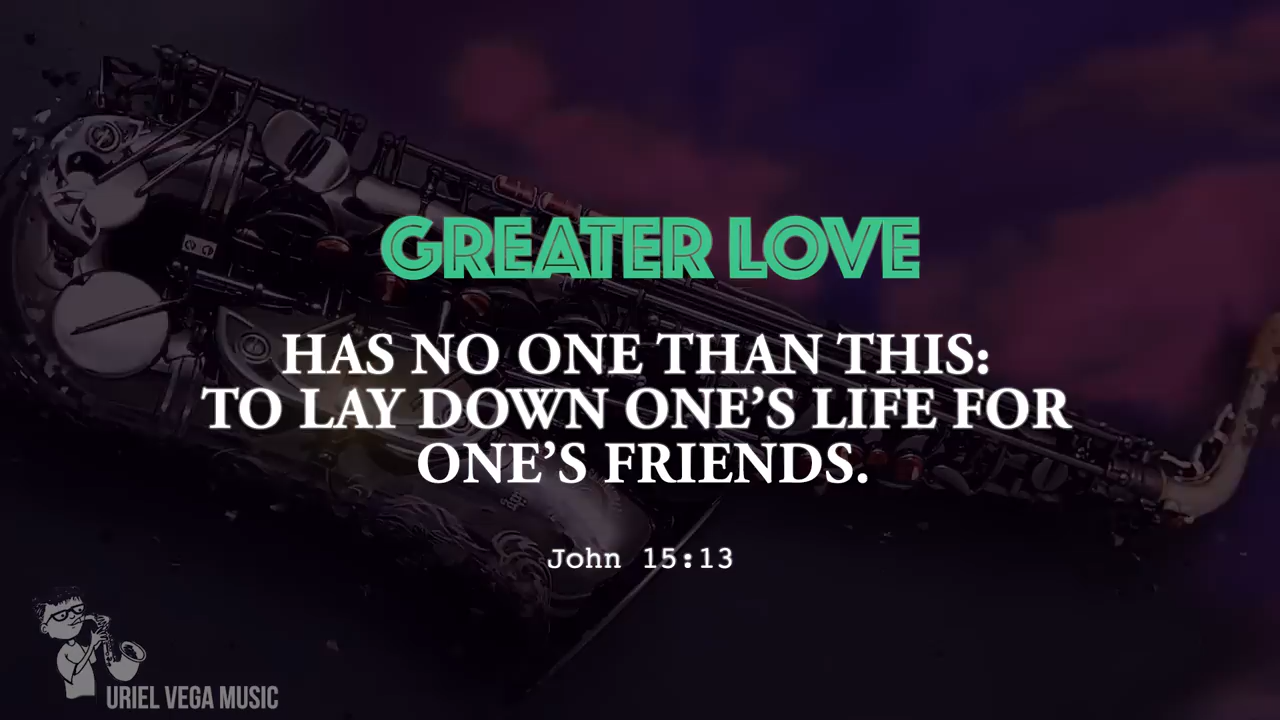 GREATER LOVE
HAS NO ONE THAN THIS:
TO LAY DOWN ONE’S LIFE FOR
ONE’S FRIENDS.
John 15:13
URIEL VEGA MUSIC